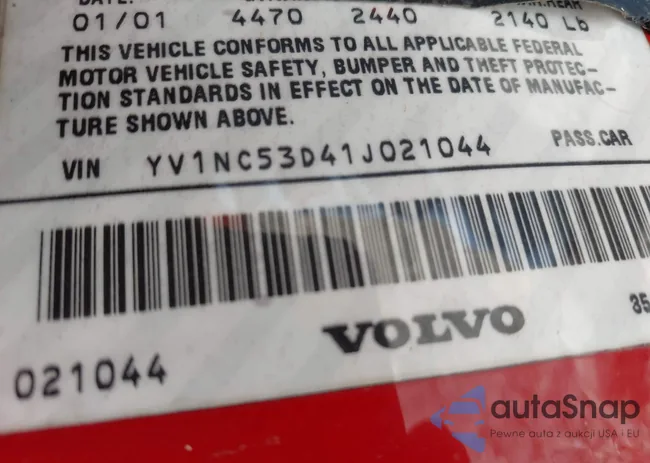 01/01 4470 2440 2140 Lb
THIS VEHICLE CONFORMS TO ALL APPLICABLE FEDERAL
MOTOR VEHICLE SAFETY, BUMPER AND THEFT PROTEC-
TION STANDARDS IN EFFECT ON THE DATE OF MANUFAC-
TURE SHOWN ABOVE.
VIN YV1NC53D41J021044 PASS.CAR
VOLVO 35
021044
autaSnap
Pewne auta z aukcji USA i EU